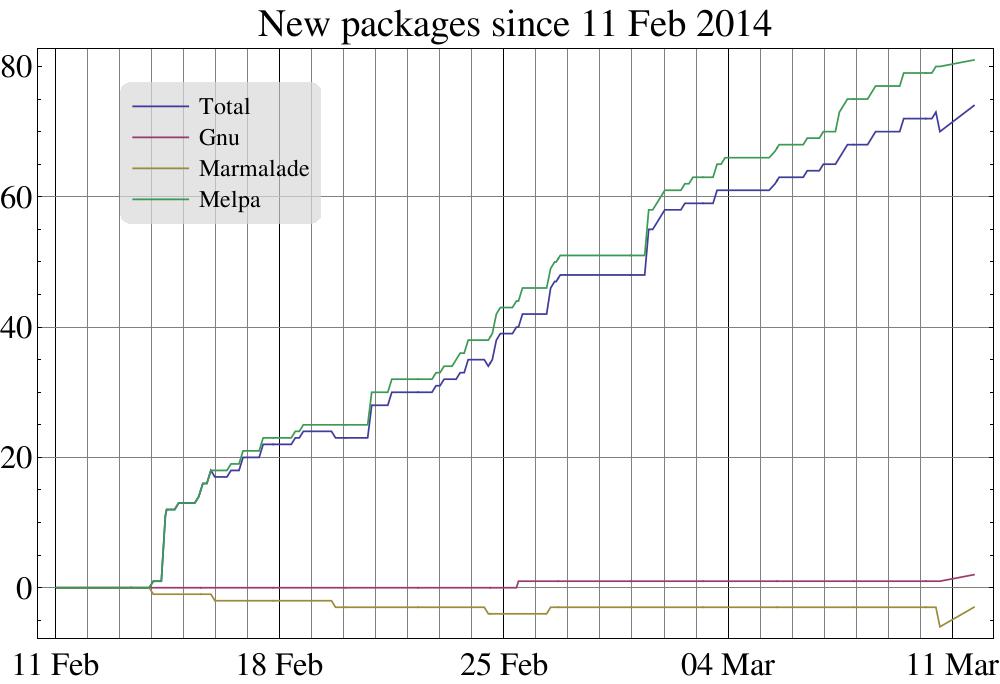 New packages since 11 Feb 2014
80
60
40
20
0
Total
Gnu
Marmalade
Melpa
11 Feb
18 Feb
25 Feb
04 Mar
11 Mar